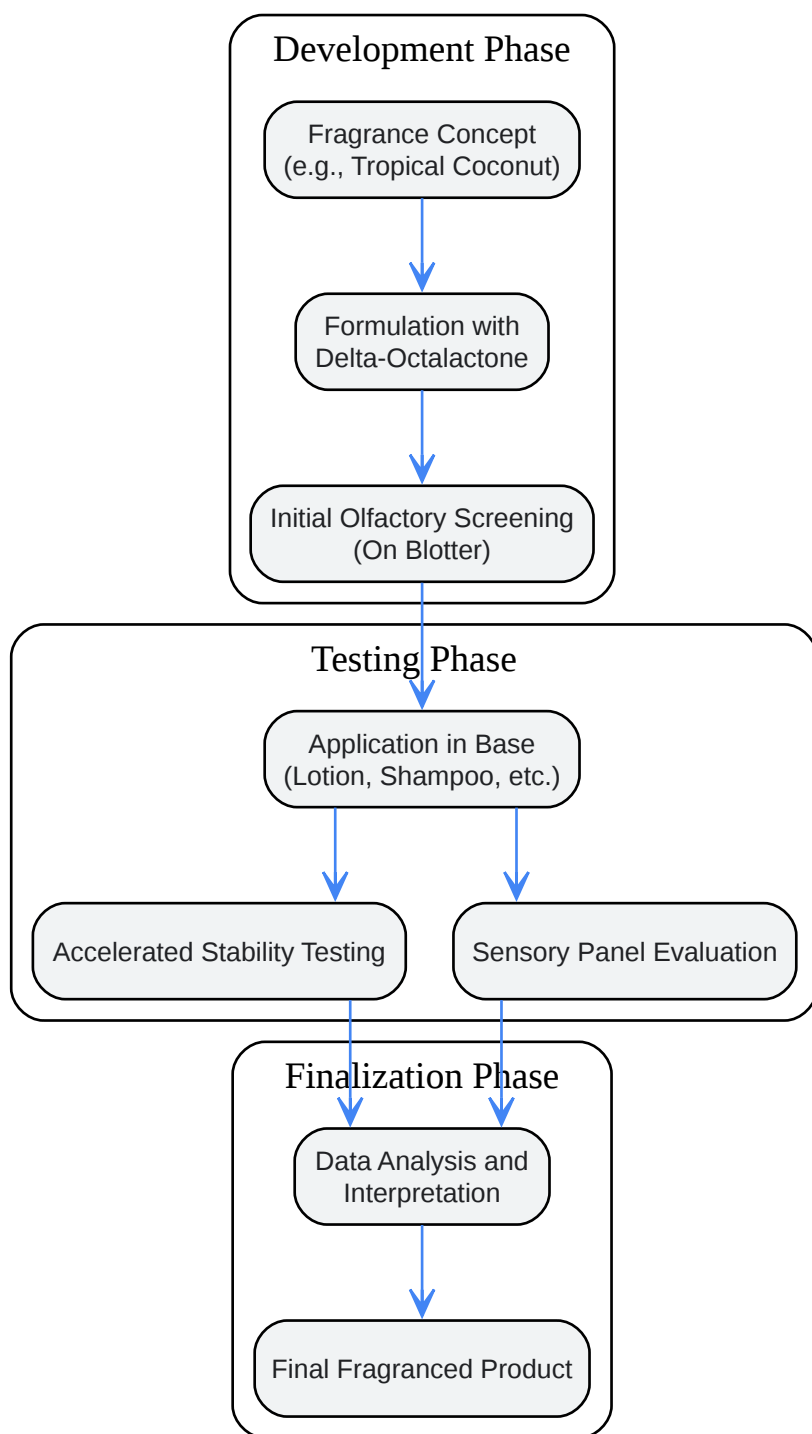 Development Phase
Fragrance Concept
(e.g., Tropical Coconut)
Formulation with
Delta-Octalactone
Initial Olfactory Screening
(On Blotter)
Testing Phase
Application in Base
(Lotion, Shampoo, etc.)
Accelerated Stability Testing
Sensory Panel Evaluation
Finalization Phase
Data Analysis and
Interpretation
Final Fragranced Product